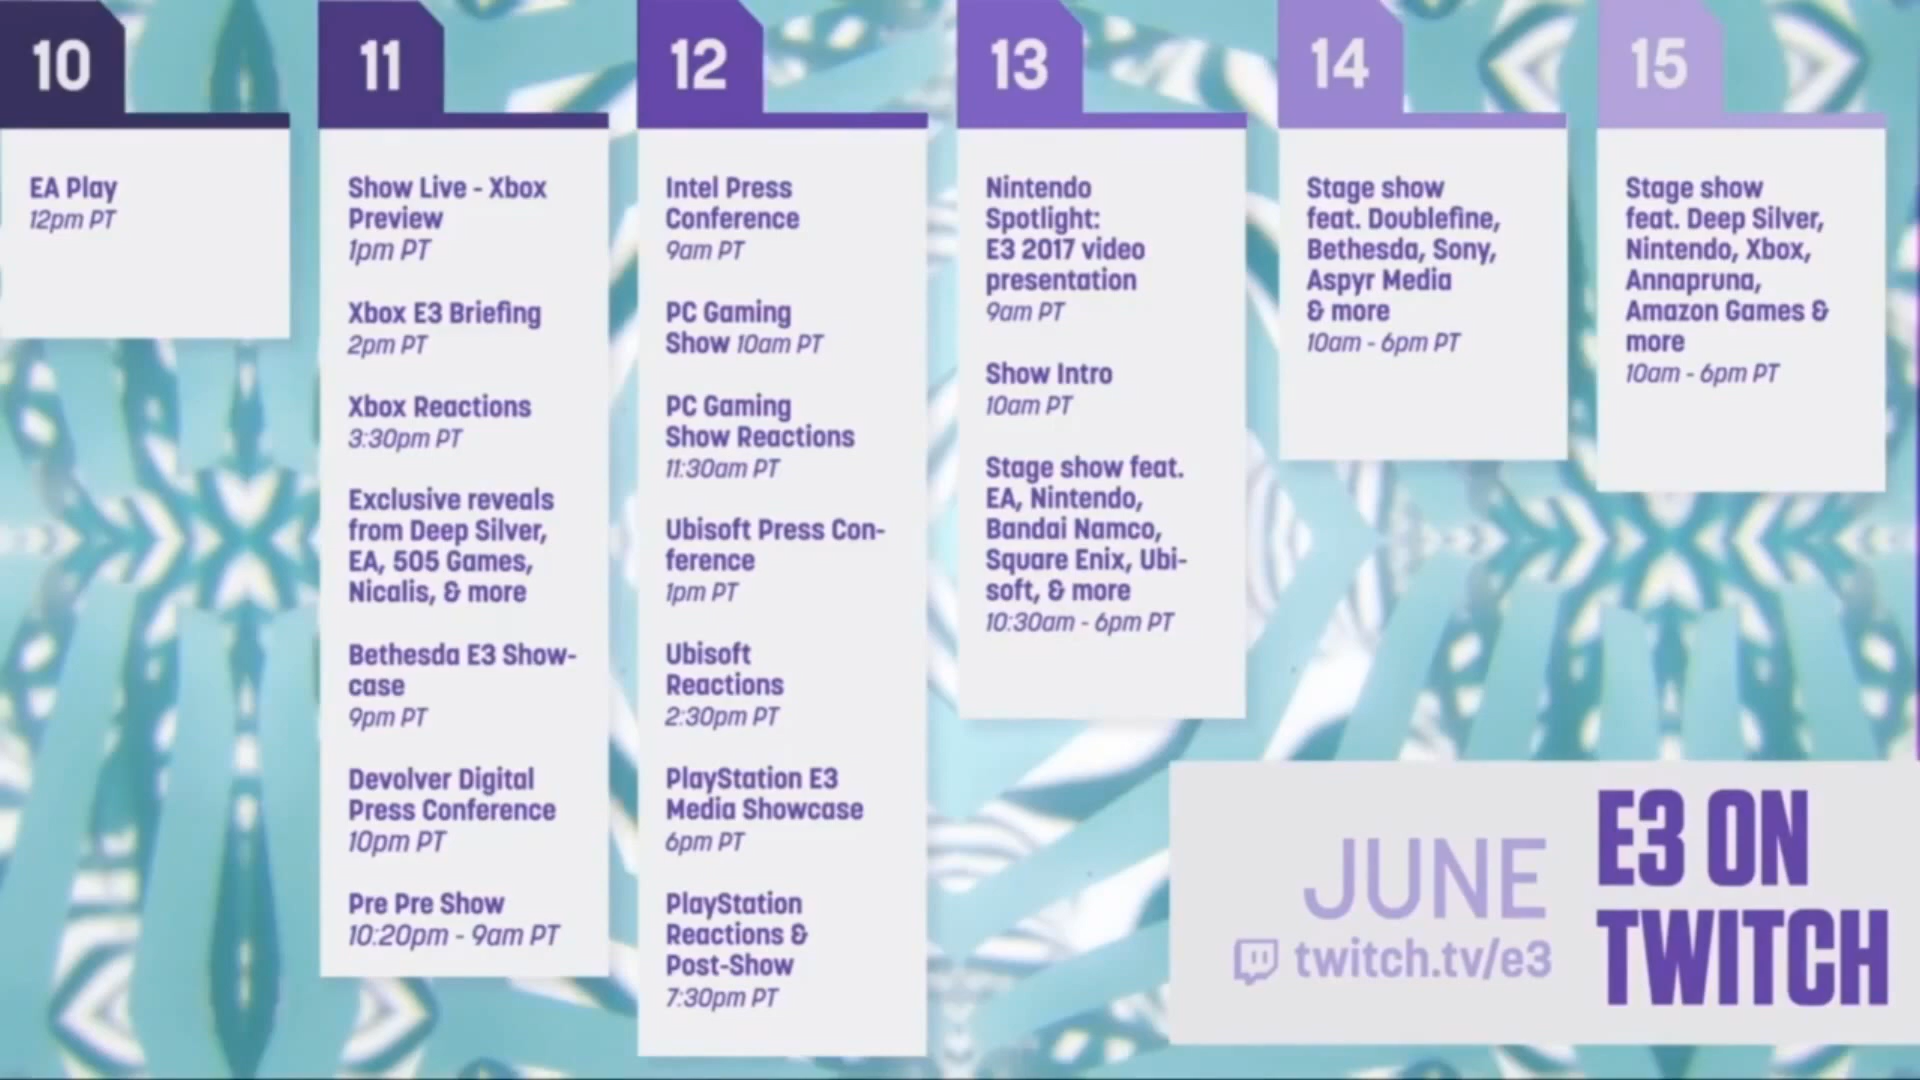 10
EA Play
12pm PT
11
Show Live - Xbox
Preview
1pm PT
Xbox E3 Briefing
2pm PT
Xbox Reactions
3:30pm PT
Exclusive reveals
from Deep Silver,
EA, 505 Games,
Nicalis, & more
Bethesda E3 Show-
case
9pm PT
Devolver Digital
Press Conference
10pm PT
Pre Pre Show
10:20pm - 9am PT
12
Intel Press
Conference
9am PT
PC Gaming
Show 10am PT
PC Gaming
Show Reactions
11:30am PT
Ubisoft Press Con-
ference
1pm PT
Ubisoft
Reactions
2:30pm PT
PlayStation E3
Media Showcase
6pm PT
PlayStation
Reactions &
Post-Show
7:30pm PT
13
Nintendo
Spotlight:
E3 2017 video
presentation
9am PT
Show Intro
10am PT
Stage show feat.
EA, Nintendo,
Bandai Namco,
Square Enix, Ubi-
soft, & more
10:30am - 6pm PT
14
Stage show
feat. Doublefine,
Bethesda, Sony,
Aspyr Media
& more
10am - 6pm PT
15
Stage show
feat. Deep Silver,
Nintendo, Xbox,
Annapruna,
Amazon Games &
more
10am - 6pm PT
JUNE
twitch.tv/e3
E3 ON
TWITCH